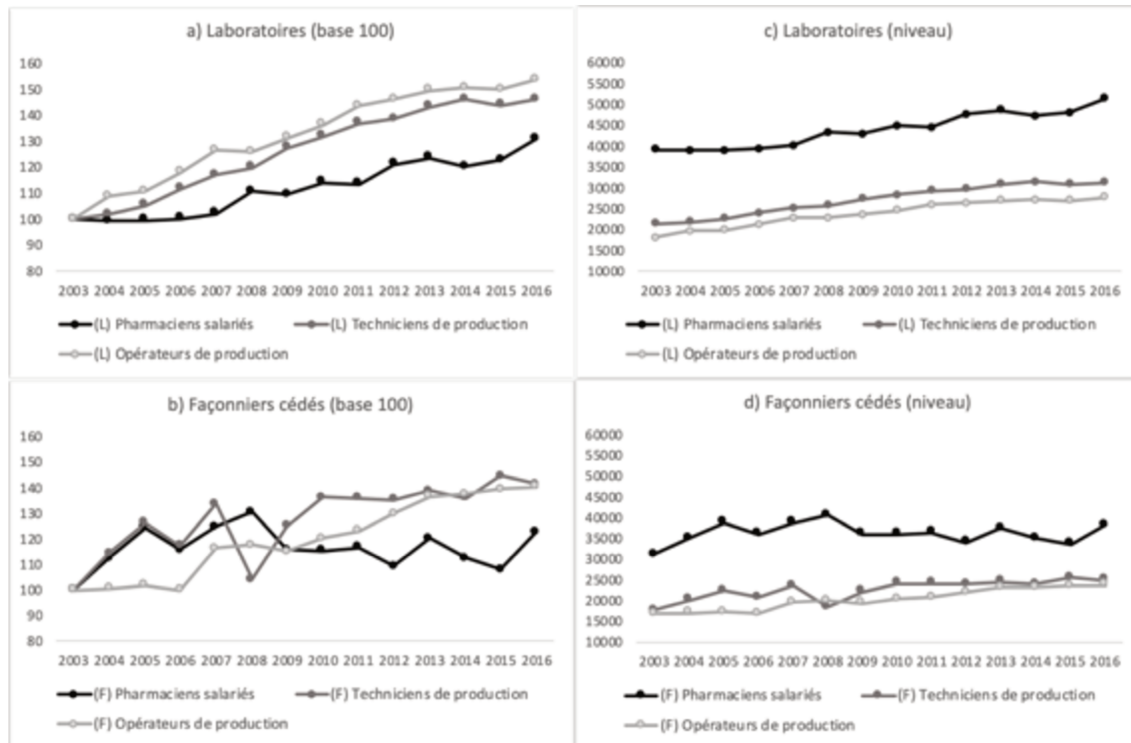 a) Laboratoires (base 100)
160
150
140
130
120
110
100
90
80
2003 2004 2005 2006 2007 2008 2009 2010 2011 2012 2013 2014 2015 2016
(L) Pharmaciens salariés (L) Techniciens de production
(L) Opérateurs de production
c) Laboratoires (niveau)
60000
55000
50000
45000
40000
35000
30000
25000
20000
15000
10000
2003 2004 2005 2006 2007 2008 2009 2010 2011 2012 2013 2014 2015 2016
(L) Pharmaciens salariés (L) Techniciens de production
(L) Opérateurs de production
b) Façonniers cédés (base 100)
160
150
140
130
120
110
100
90
80
2003 2004 2005 2006 2007 2008 2009 2010 2011 2012 2013 2014 2015 2016
(F) Pharmaciens salariés (F) Techniciens de production
(F) Opérateurs de production
d) Façonniers cédés (niveau)
60000
55000
50000
45000
40000
35000
30000
25000
20000
15000
10000
2003 2004 2005 2006 2007 2008 2009 2010 2011 2012 2013 2014 2015 2016
(F) Pharmaciens salariés (F) Techniciens de production
(F) Opérateurs de production